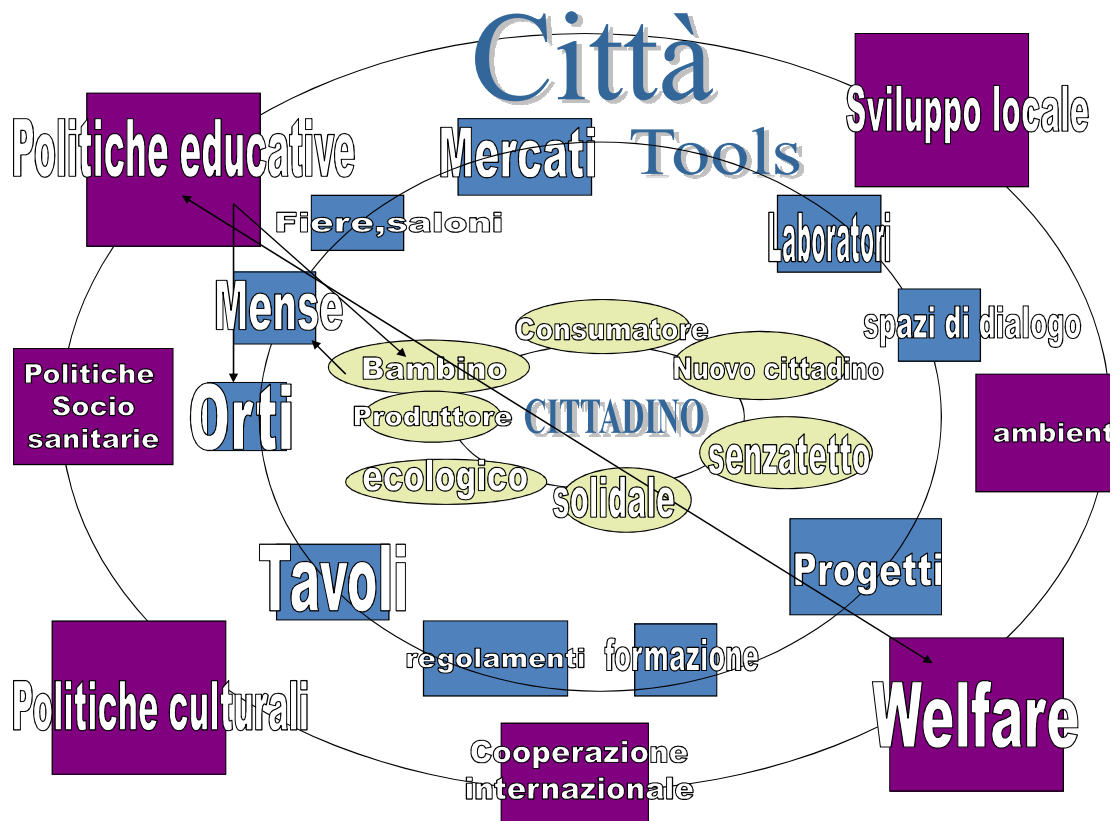 Città
Sviluppo locale
Politiche educative
Mercati
Tools
Fiere,saloni
Laboratori
Mense
spazi di dialogo
Consumatore
Bambino
Nuovo cittadino
Politiche
Socio
sanitarie
Orti
Produttore
CITTADINO
ambient
senzatetto
ecologico
solidale
Tavoli
Progetti
regolamenti
formazione
Politiche culturali
Welfare
Cooperazione
internazionale